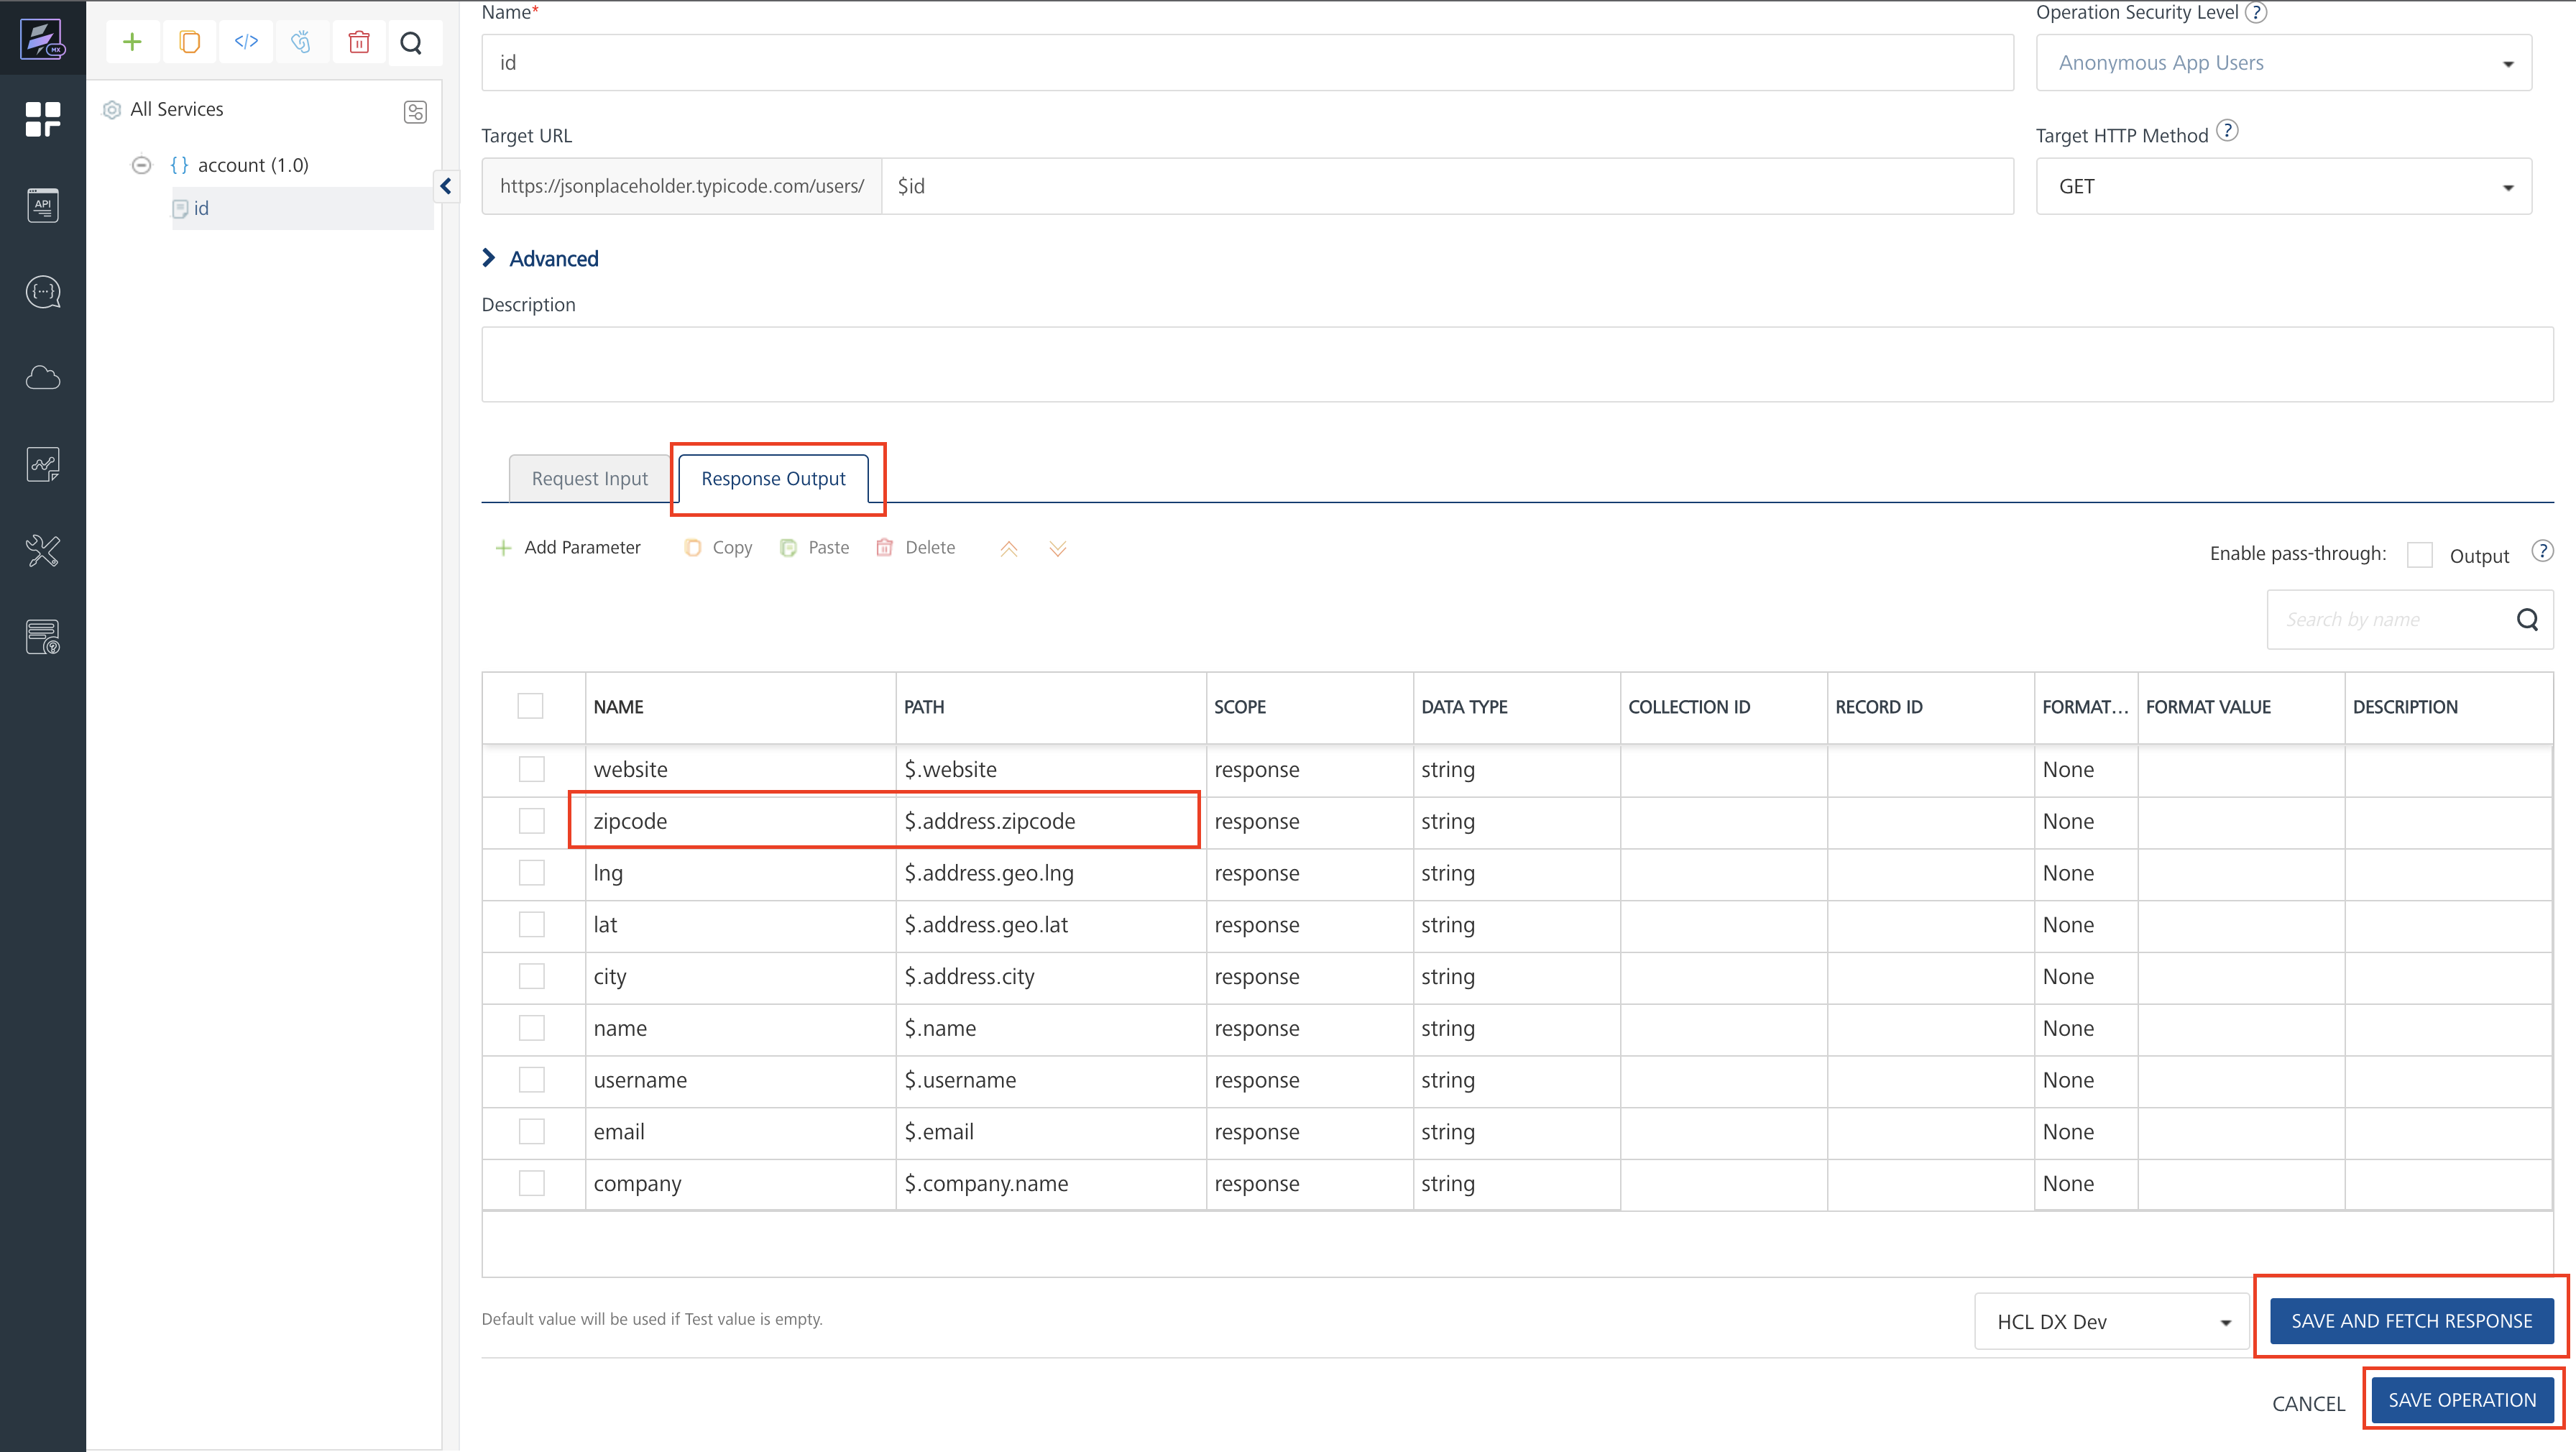 Name*
Operation Security Level ?
id
Anonymous App Users
Target URL
Target HTTP Method ?
https://jsonplaceholder.typicode.com/users/ $id
GET
Advanced
Description
MX
</>
All Services
{ } account (1.0)
id
API
{···}
Request Input
Response Output
+ Add Parameter
Copy
Paste
Delete
Enable pass-through:
Output ?
Search by name
NAME PATH SCOPE DATA TYPE COLLECTION ID RECORD ID FORMAT... FORMAT VALUE DESCRIPTION
website $.website response string None
zipcode $.address.zipcode response string None
lng $.address.geo.lng response string None
lat $.address.geo.lat response string None
city $.address.city response string None
name $.name response string None
username $.username response string None
email $.email response string None
company $.company.name response string None
Default value will be used if Test value is empty.
HCL DX Dev
SAVE AND FETCH RESPONSE
CANCEL
SAVE OPERATION